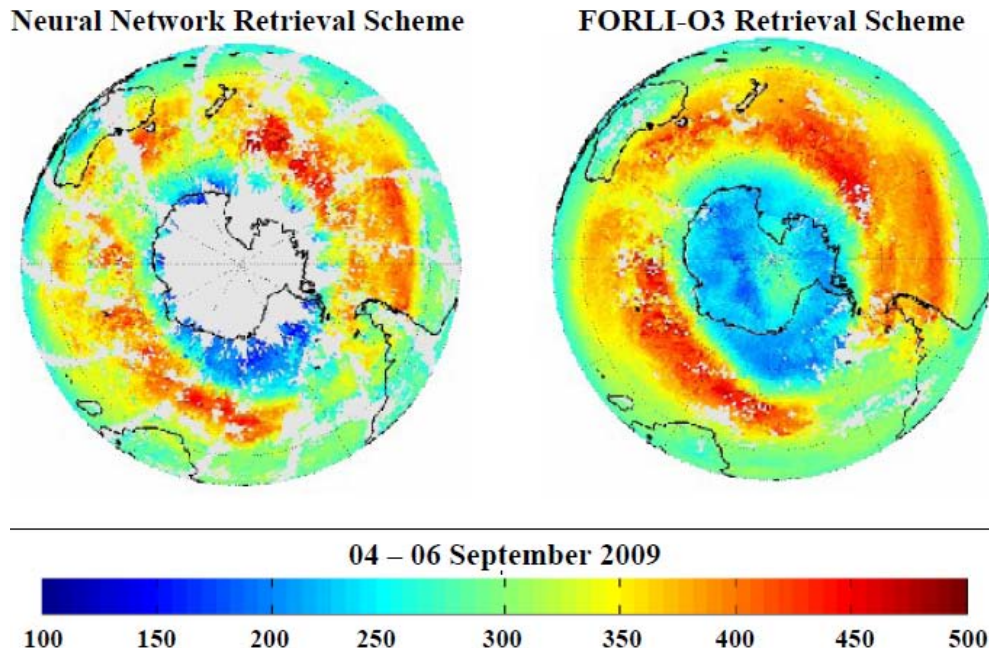 Neural Network Retrieval Scheme
FORLI-O3 Retrieval Scheme
04 – 06 September 2009
100 150 200 250 300 350 400 450 500